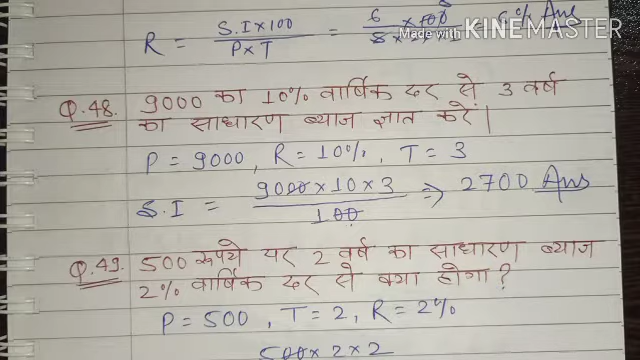 Made with KINEMASTER
R = S.I×100 / P×T = 6 ×100 / 6% Ans
Q.48. 9000 का 10% वार्षिक दर से 3 वर्ष
का साधारण ब्याज ज्ञात करे |
P = 9000, R = 10%, T = 3
S.I = 9000×10×3 / 100 ⇒ 2700 Ans
Q.49. 500 रूपये पर 2 वर्ष का साधारण ब्याज
2% वार्षिक दर से क्या होगा ?
P = 500, T = 2, R = 2%
500×2×2